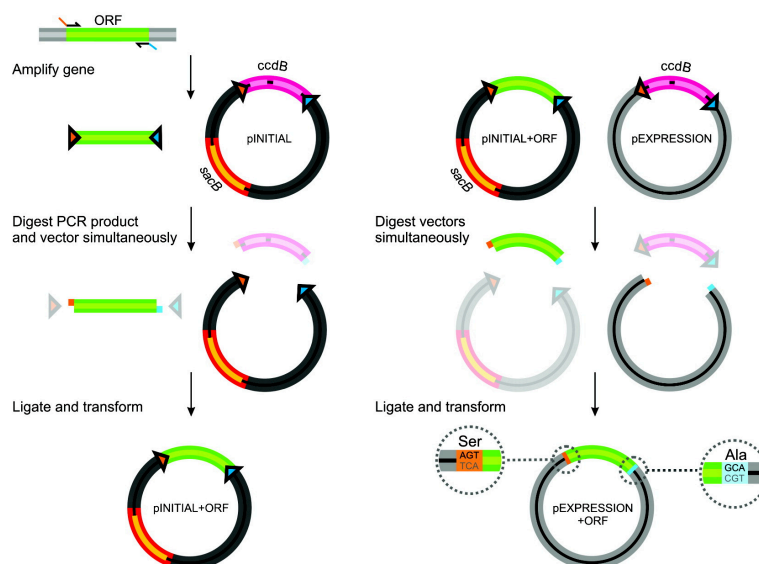 ORF
Amplify gene
ccdB
pINITIAL
sacB
Digest PCR product
and vector simultaneously
Ligate and transform
pINITIAL+ORF
ccdB
pINITIAL+ORF
pEXPRESSION
sacB
Digest vectors
simultaneously
Ligate and transform
Ser
AGT
TCA
Ala
GCA
CGT
pEXPRESSION
+ORF